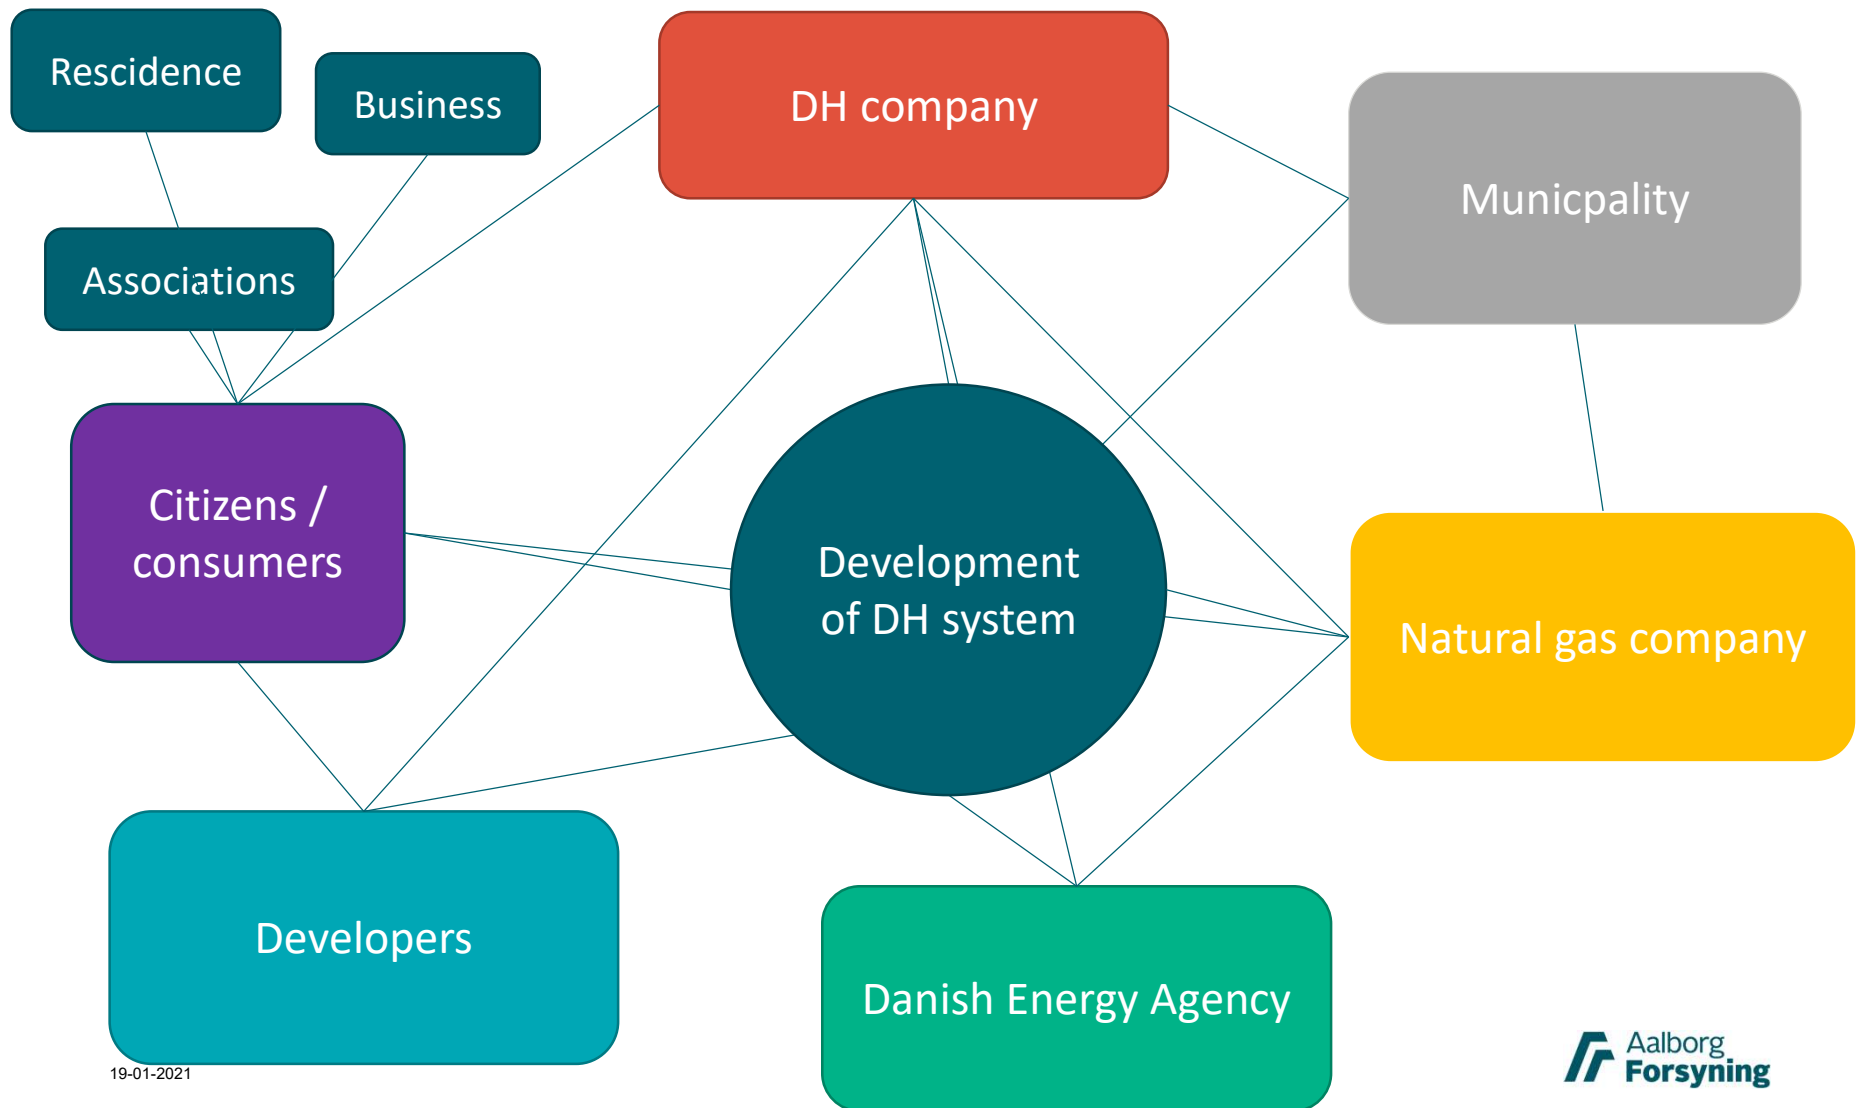 Rescidence
Business
DH company
Municpality
Associations
Citizens /
consumers
Development
of DH system
Natural gas company
Developers
Danish Energy Agency
19-01-2021
Aalborg
Forsyning